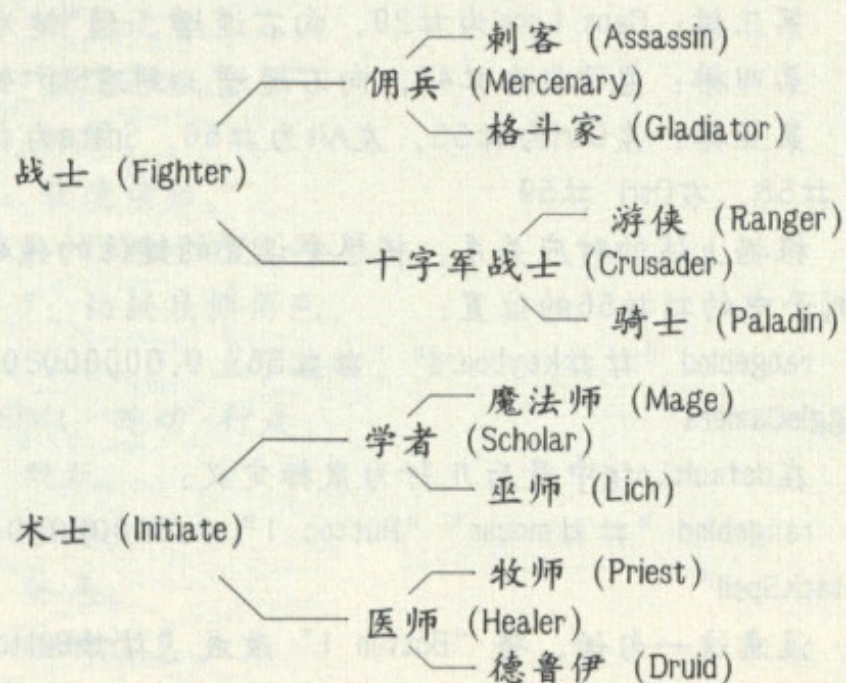 刺客 (Assassin)
佣兵 (Mercenary)
格斗家 (Gladiator)
战士 (Fighter)
游侠 (Ranger)
十字军战士 (Crusader)
骑士 (Paladin)
魔法师 (Mage)
学者 (Scholar)
巫师 (Lich)
术士 (Initiate)
牧师 (Priest)
医师 (Healer)
德鲁伊 (Druid)